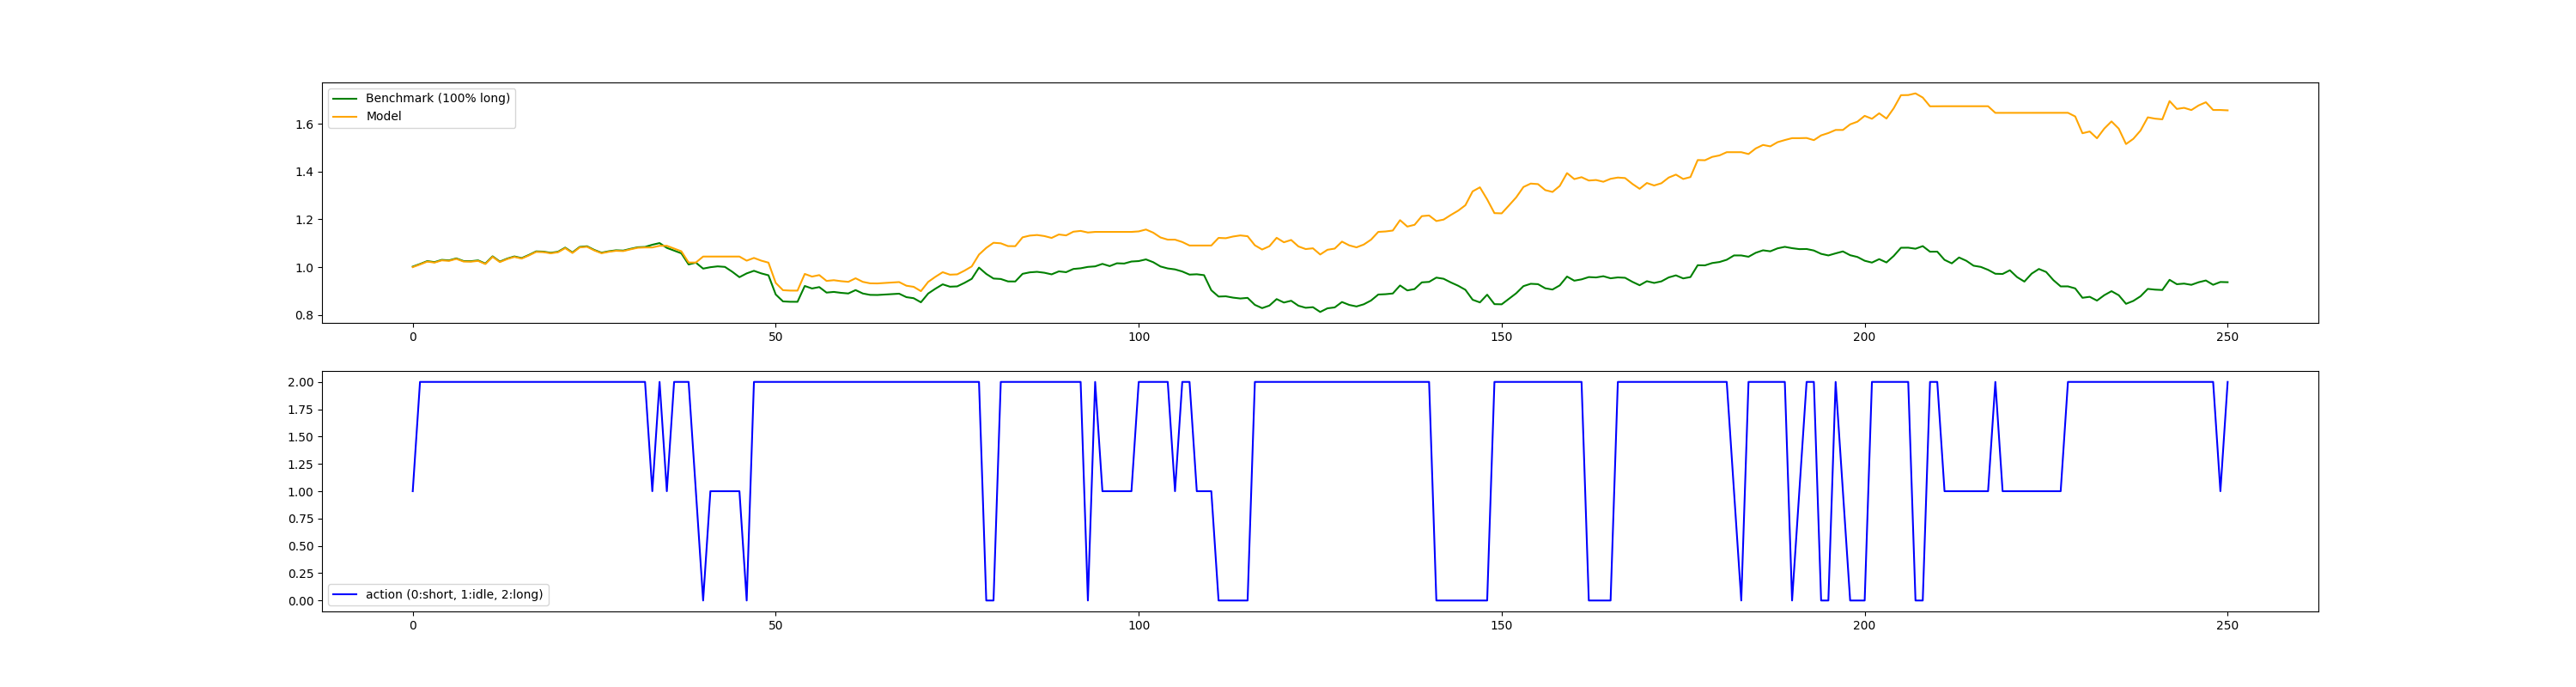 Benchmark (100% long)
Model
1.6
1.4
1.2
1.0
0.8
0 50 100 150 200 250
2.00
1.75
1.50
1.25
1.00
0.75
0.50
0.25
0.00
action (0:short, 1:idle, 2:long)
0 50 100 150 200 250